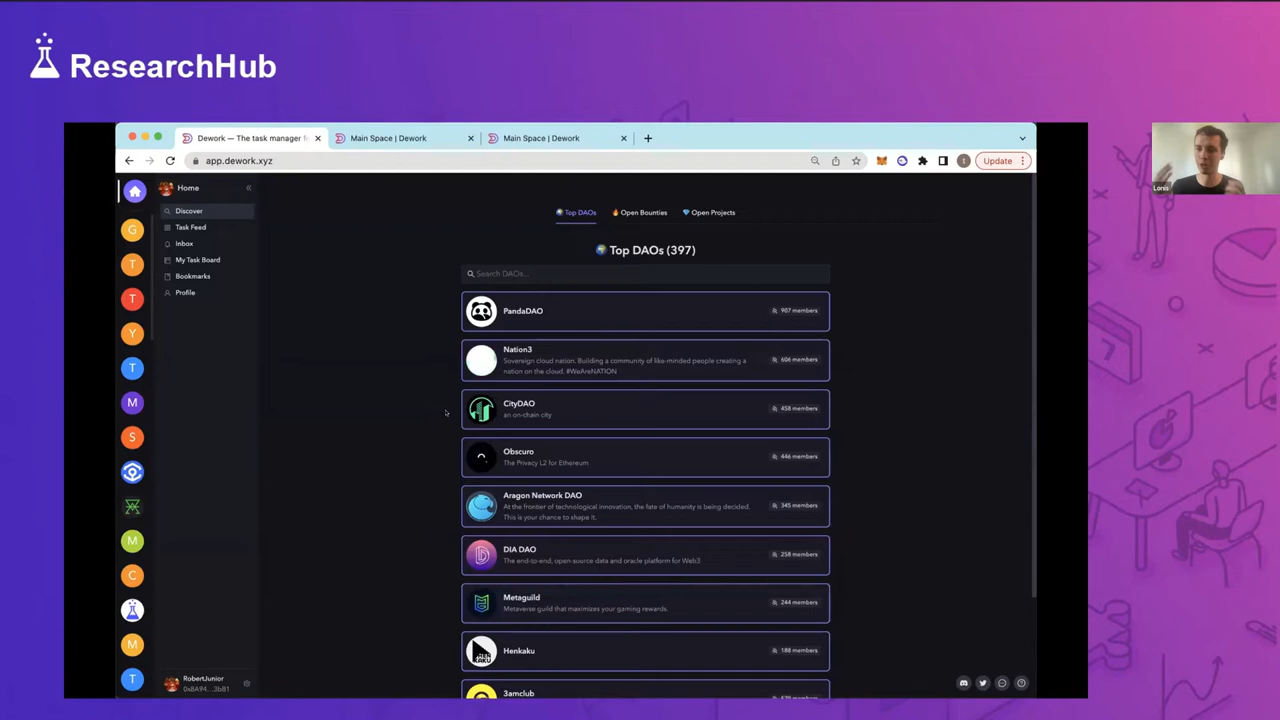 ResearchHub
Dework — The task manager f
Main Space | Dework
Main Space | Dework
app.dework.xyz
Update
Lonis
Home
Discover
Task Feed
Inbox
My Task Board
Bookmarks
Profile
Top DAOs
Open Bounties
Open Projects
Top DAOs (397)
Search DAOs...
PandaDAO
907 members
Nation3
Sovereign cloud nation. Building a community of like-minded people creating a
nation on the cloud. #WeAreNATION
606 members
CityDAO
an on-chain city
458 members
Obscuro
The Privacy L2 for Ethereum
446 members
Aragon Network DAO
At the frontier of technological innovation, the fate of humanity is being decided.
This is your chance to shape it.
345 members
DIA DAO
The end-to-end, open-source data and oracle platform for Web3
258 members
Metaguild
Metaverse guild that maximizes your gaming rewards.
244 members
Henkaku
188 members
3amclub
G
T
T
Y
T
M
S
M
C
M
T
RobertJunior
0x8A94...3b81